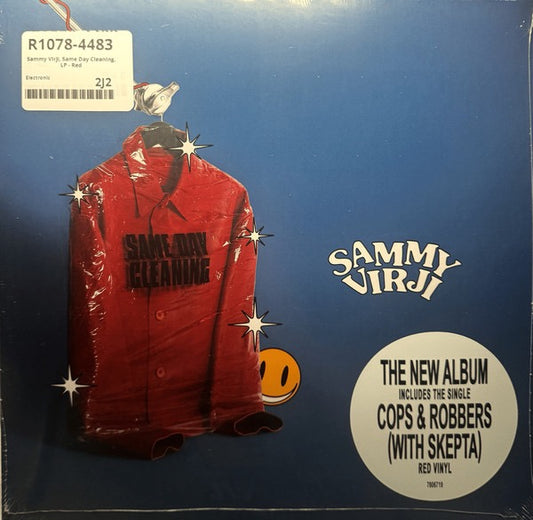 R1078-4483
Sammy Virji, Same Day Cleaning,
LP - Red
Electronic
2J2
SAME DAY
CLEANING
SAMMY
VIRJI
THE NEW ALBUM
INCLUDES THE SINGLE
COPS & ROBBERS
(WITH SKEPTA)
RED VINYL
7806719